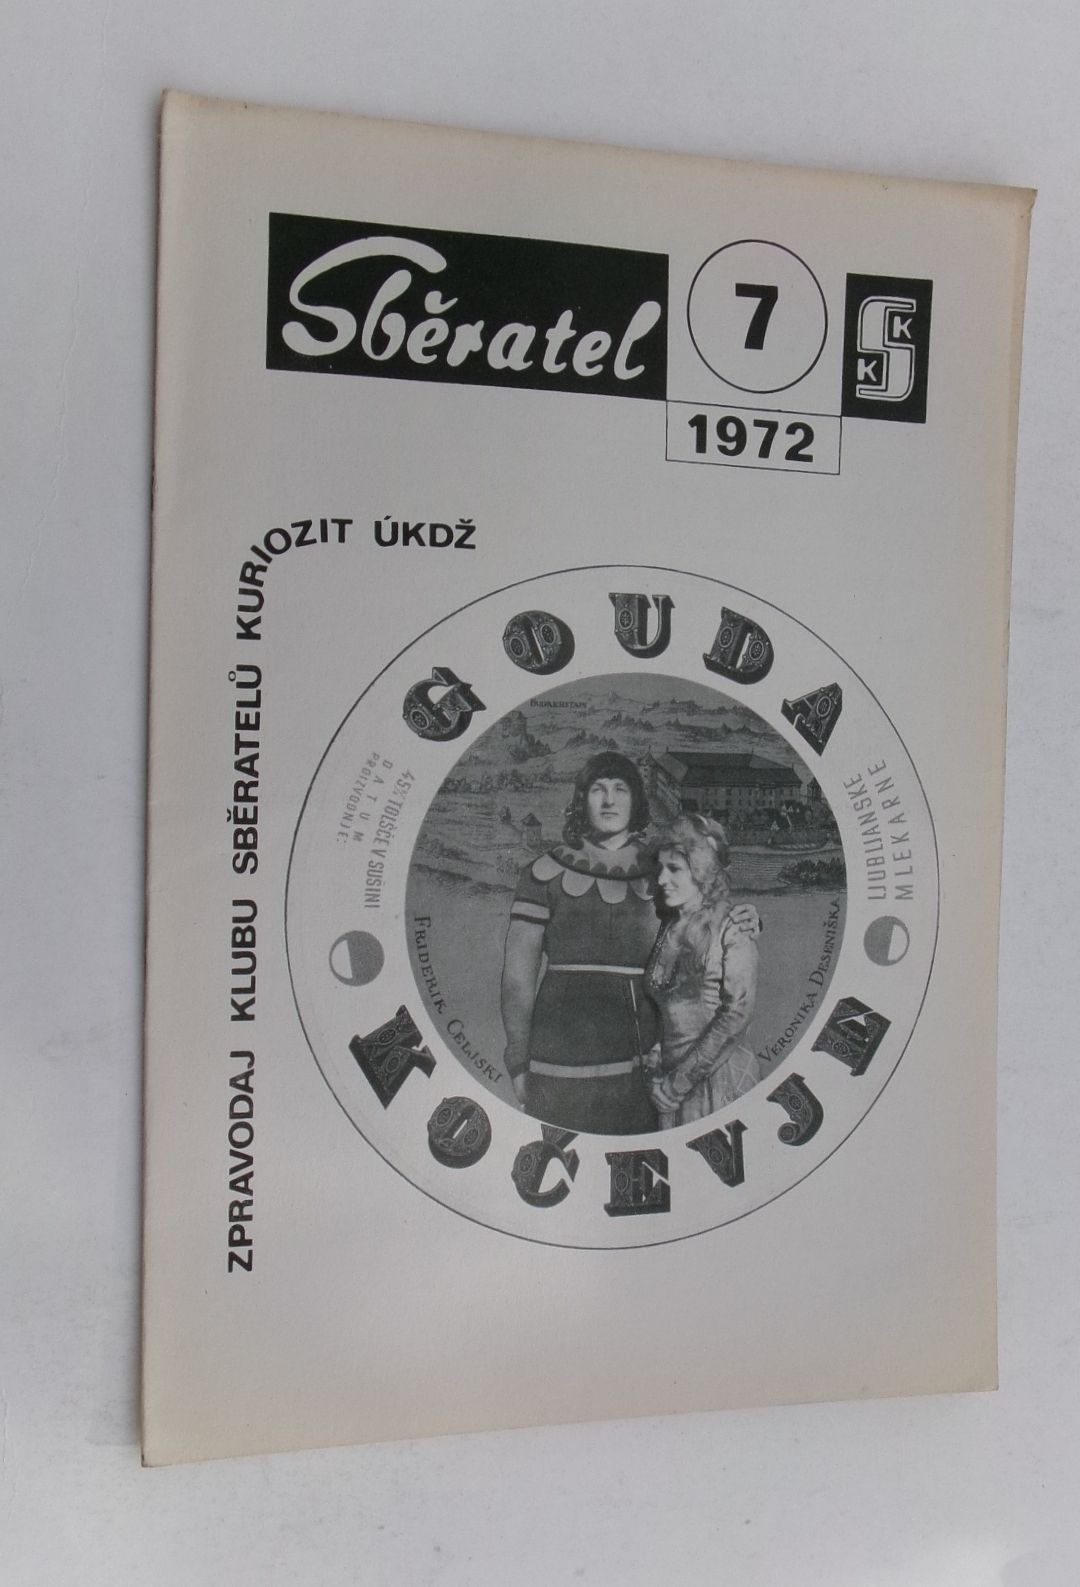 Sběratel
7
SKK
1972
ZPRAVODAJ KLUBU SBĚRATELŮ KURIOZIT ÚKDŽ
GOUDA
45% TOLŠČE V SUŠINI
DATUM
PROIZVODNJE:
LJUBLJANSKE
MLEKARNE
FRIDERIK CELJSKI
VERONIKA DESENIŠKA
KOČEVJE